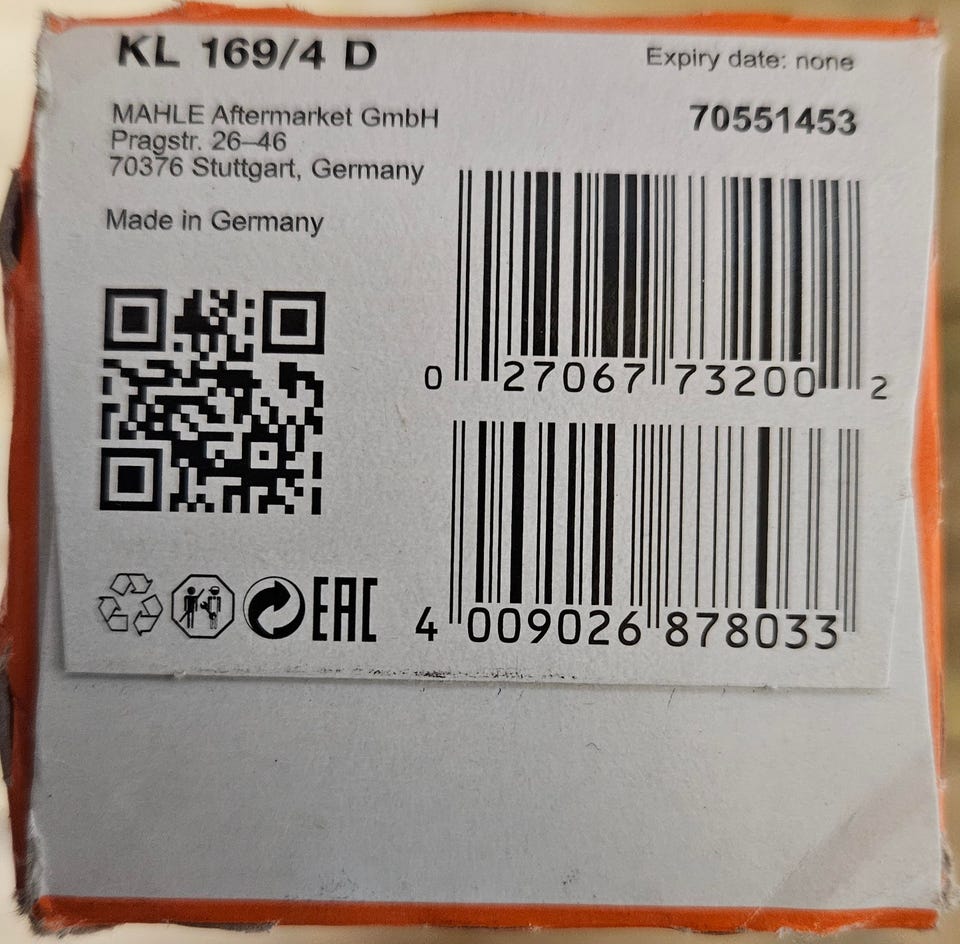 KL 169/4 D
Expiry date: none
MAHLE Aftermarket GmbH
Pragstr. 26–46
70376 Stuttgart, Germany
Made in Germany
70551453
0 27067 73200 2
EAC
4 009026 878033